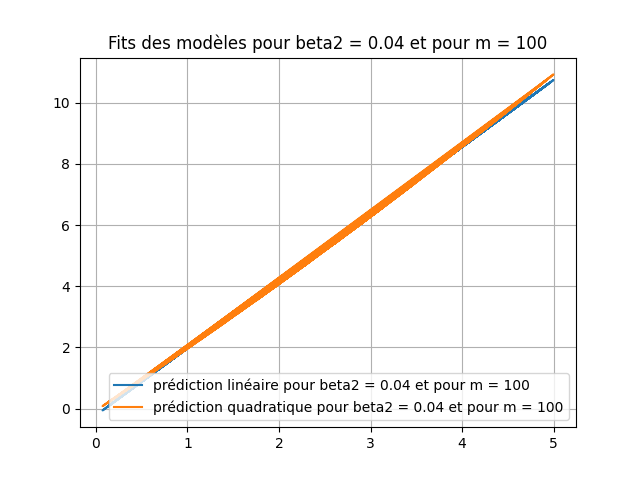 Fits des modèles pour beta2 = 0.04 et pour m = 100
10
8
6
4
2
0
prédiction linéaire pour beta2 = 0.04 et pour m = 100
prédiction quadratique pour beta2 = 0.04 et pour m = 100
0 1 2 3 4 5